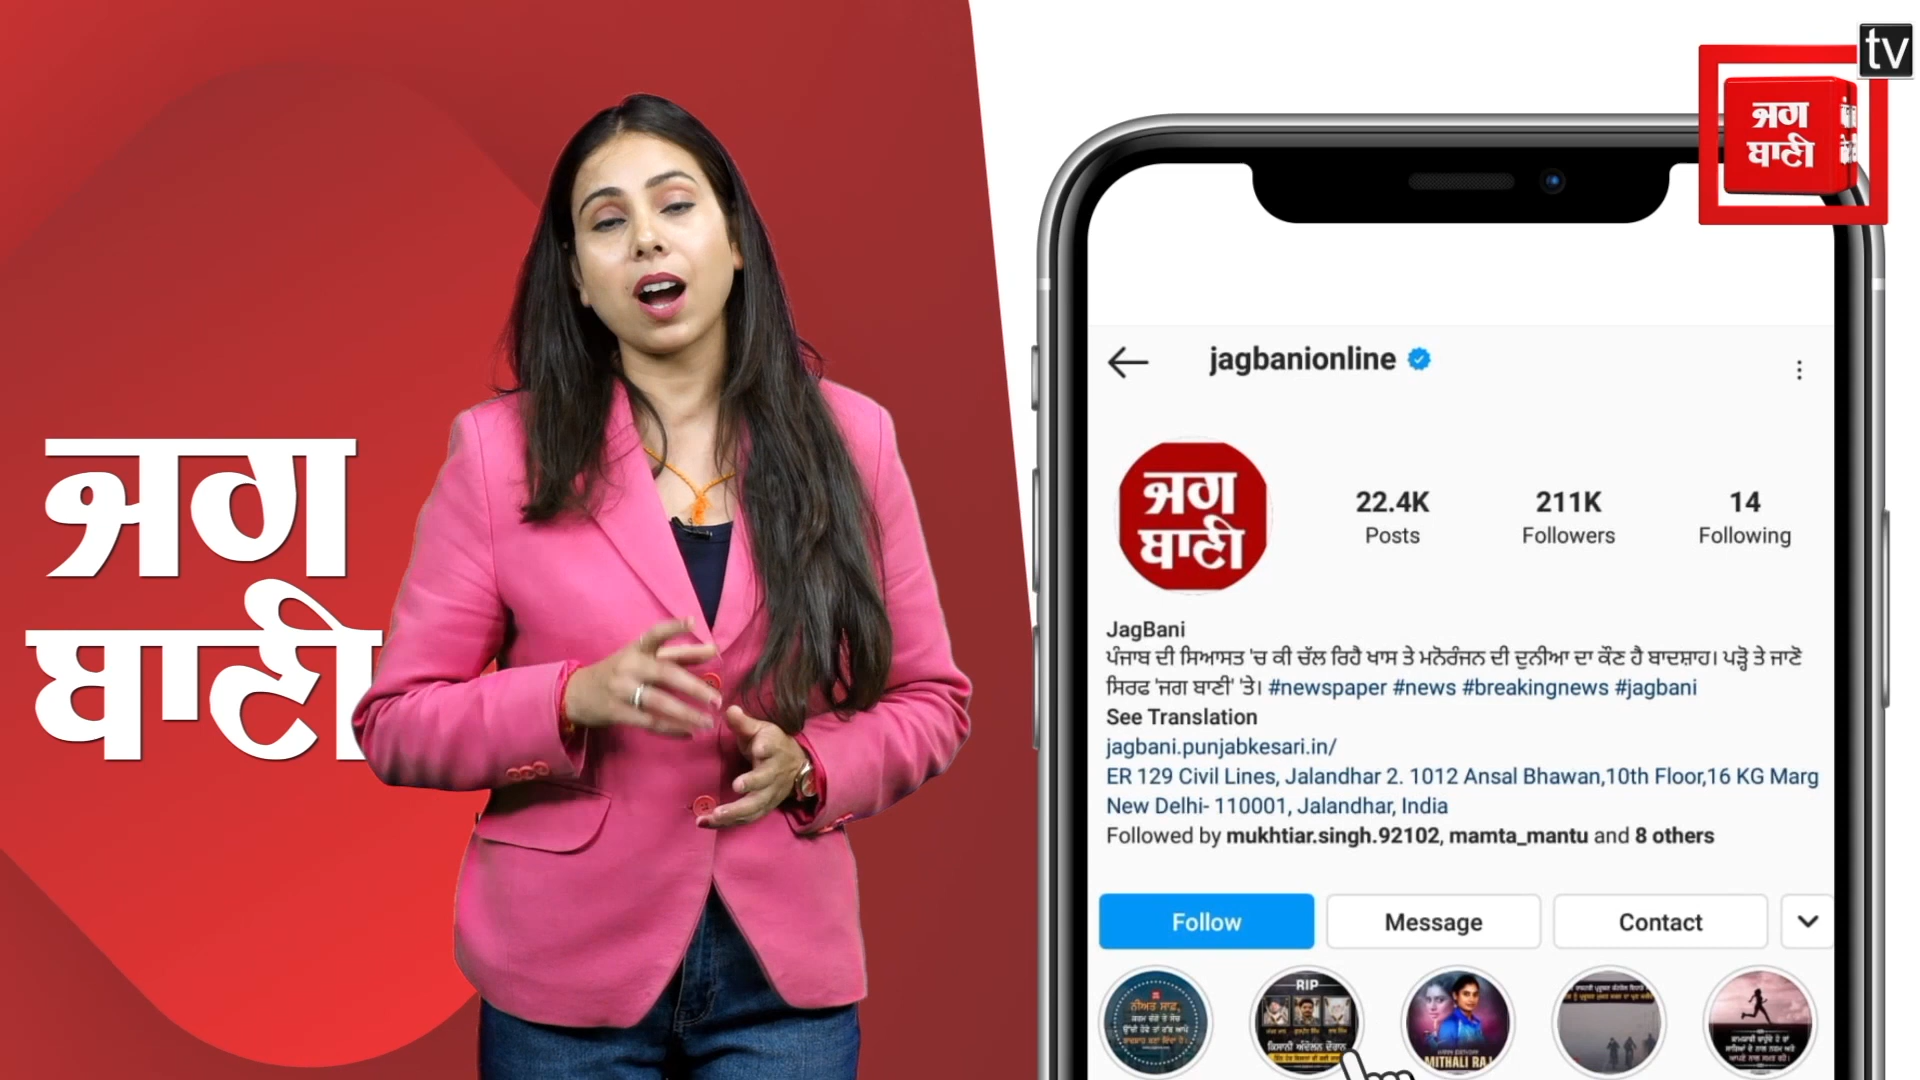 tv
ਜਗ
ਬਾਣੀ
ਜਗ
ਬਾਣੀ
jagbanionline
ਜਗ
ਬਾਣੀ
22.4K
Posts
211K
Followers
14
Following
JagBani
ਪੰਜਾਬ ਦੀ ਸਿਆਸਤ 'ਚ ਕੀ ਚੱਲ ਰਿਹੈ ਖਾਸ ਤੇ ਮਨੋਰੰਜਨ ਦੀ ਦੁਨੀਆ ਦਾ ਕੌਣ ਹੈ ਬਾਦਸ਼ਾਹ। ਪੜ੍ਹੋ ਤੇ ਜਾਣੋ
ਸਿਰਫ 'ਜਗ ਬਾਣੀ' 'ਤੇ। #newspaper #news #breakingnews #jagbani
See Translation
jagbani.punjabkesari.in/
ER 129 Civil Lines, Jalandhar 2. 1012 Ansal Bhawan,10th Floor,16 KG Marg
New Delhi- 110001, Jalandhar, India
Followed by mukhtiar.singh.92102, mamta_mantu and 8 others
Follow
Message
Contact
ਨੀਅਤ ਸਾਫ਼,
RIP
ਕਿਸਾਨੀ ਅੰਦੋਲਨ ਦੌਰਾਨ
MITHALI RAJ